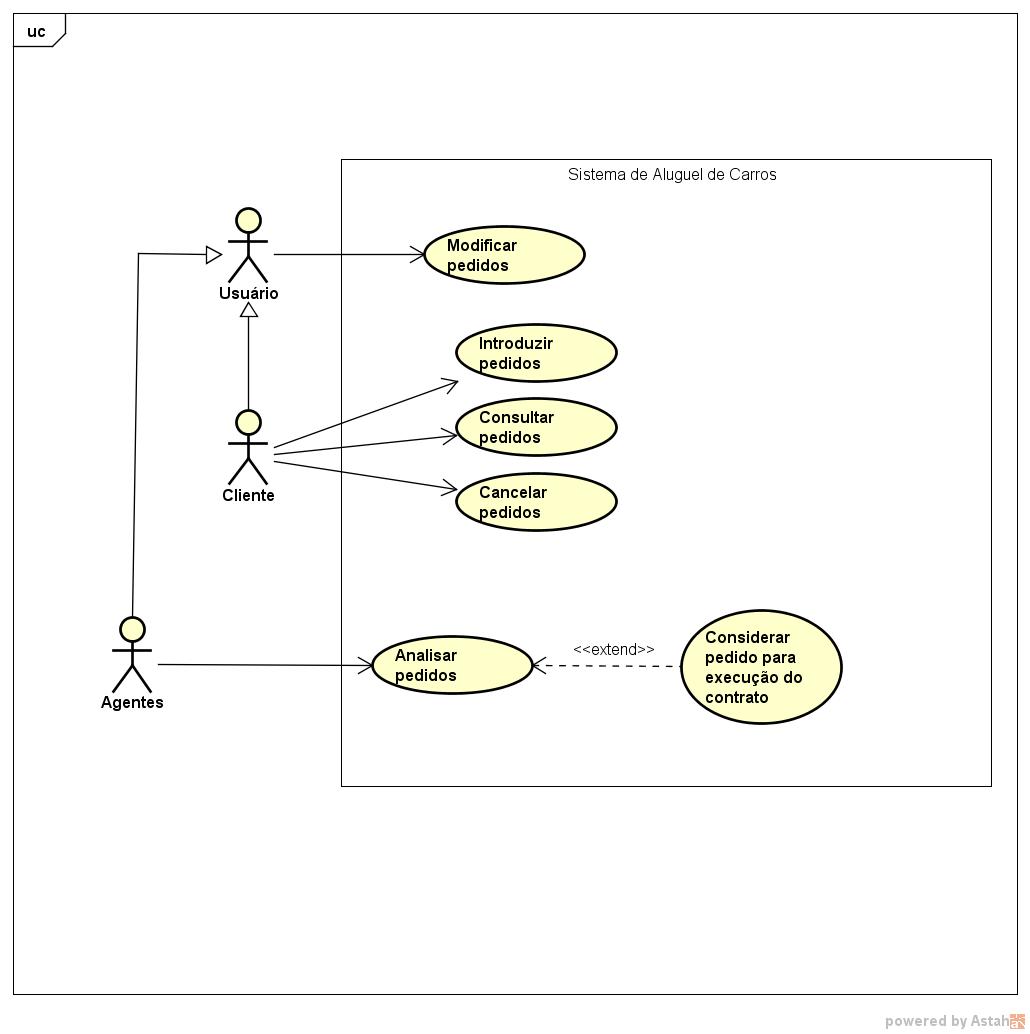 uc
Sistema de Aluguel de Carros
Modificar
pedidos
Usuário
Introduzir
pedidos
Consultar
pedidos
Cliente
Cancelar
pedidos
Agentes
Analisar
pedidos
<<extend>>
Considerar
pedido para
execução do
contrato
powered by Astah